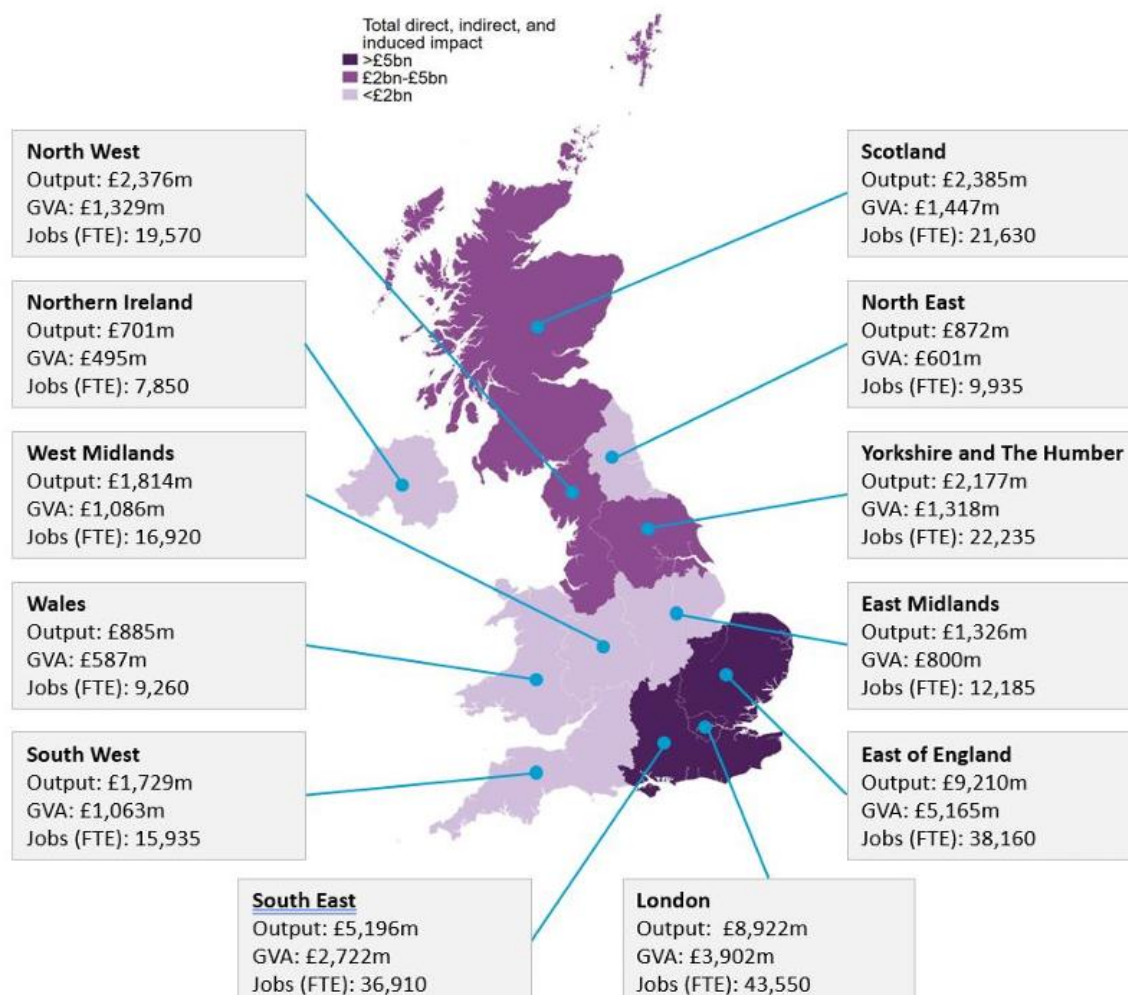 Total direct, indirect, and
induced impact
>£5bn
£2bn-£5bn
<£2bn
North West
Output: £2,376m
GVA: £1,329m
Jobs (FTE): 19,570
Scotland
Output: £2,385m
GVA: £1,447m
Jobs (FTE): 21,630
Northern Ireland
Output: £701m
GVA: £495m
Jobs (FTE): 7,850
North East
Output: £872m
GVA: £601m
Jobs (FTE): 9,935
West Midlands
Output: £1,814m
GVA: £1,086m
Jobs (FTE): 16,920
Yorkshire and The Humber
Output: £2,177m
GVA: £1,318m
Jobs (FTE): 22,235
Wales
Output: £885m
GVA: £587m
Jobs (FTE): 9,260
East Midlands
Output: £1,326m
GVA: £800m
Jobs (FTE): 12,185
South West
Output: £1,729m
GVA: £1,063m
Jobs (FTE): 15,935
East of England
Output: £9,210m
GVA: £5,165m
Jobs (FTE): 38,160
South East
Output: £5,196m
GVA: £2,722m
Jobs (FTE): 36,910
London
Output: £8,922m
GVA: £3,902m
Jobs (FTE): 43,550